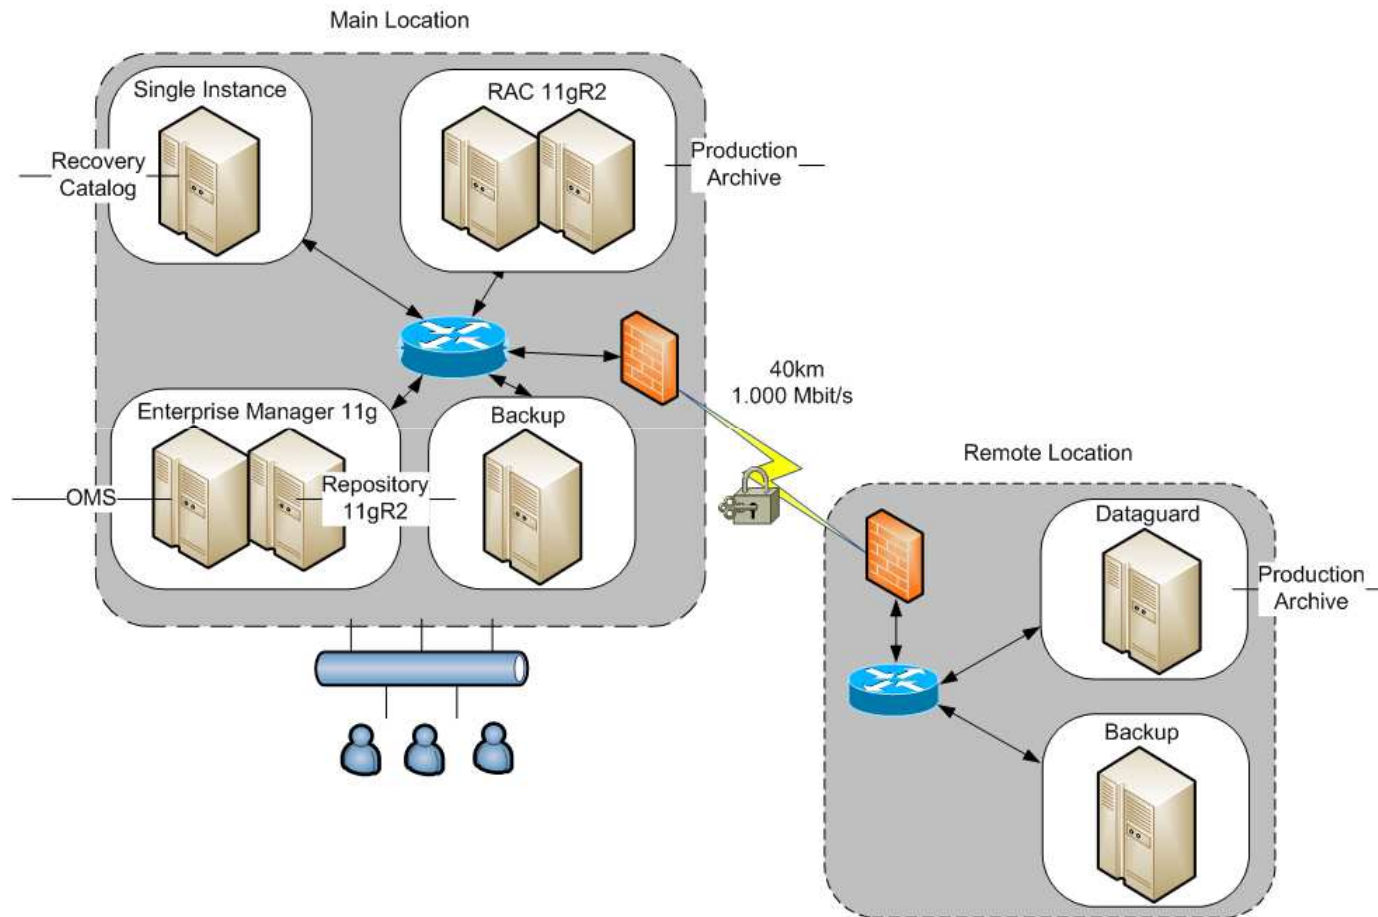 Main Location
Single Instance
RAC 11gR2
Recovery
Catalog
Production
Archive
40km
1.000 Mbit/s
Enterprise Manager 11g
Backup
OMS
Repository
11gR2
Remote Location
Dataguard
Production
Archive
Backup